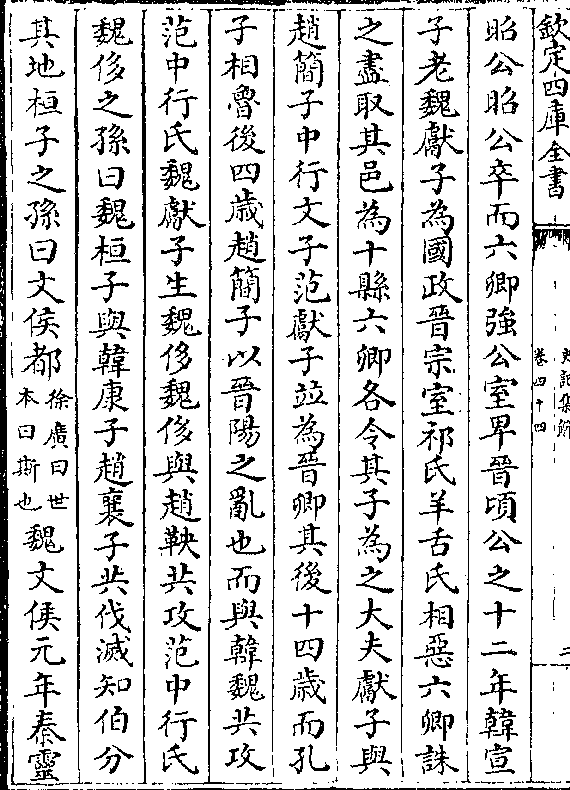 欽定四庫全書
史記集解
卷四十四
三
昭公昭公卒而六卿強公室卑晉頃公之十二年韓宣
子老魏獻子為國政晉宗室祁氏羊舌氏相惡六卿誅
之盡取其邑為十縣六卿各令其子為之大夫獻子與
趙簡子中行文子范獻子竝為晉卿其後十四歲而孔
子相魯後四歲趙簡子以晉陽之亂也而與韓魏共攻
范中行氏魏獻子生魏侈魏侈與趙鞅共攻范中行氏
魏侈之孫曰魏桓子與韓康子趙襄子共伐滅知伯分
其地桓子之孫曰文侯都徐廣曰世本曰斯也魏文侯元年秦靈